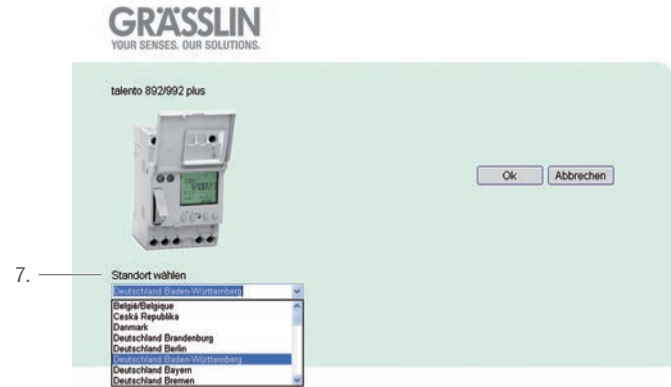 GRÄSSLIN
YOUR SENSES. OUR SOLUTIONS.
talento 892/992 plus
Ok
Abbrechen
7.
Standort wählen
Deutschland Baden-Württemberg
België/Belgique
Ceská Republika
Danmark
Deutschland Brandenburg
Deutschland Berlin
Deutschland Baden-Württemberg
Deutschland Bayern
Deutschland Bremen